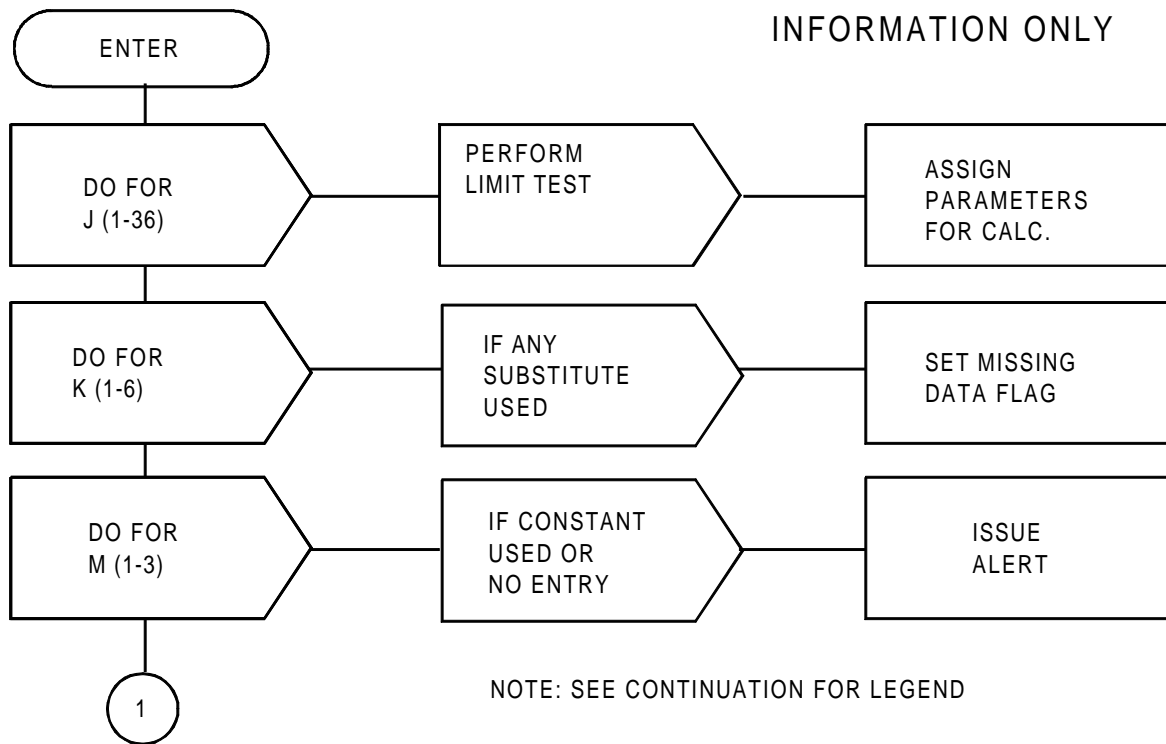 INFORMATION ONLY
ENTER
DO FOR
J (1-36)
PERFORM
LIMIT TEST
ASSIGN
PARAMETERS
FOR CALC.
DO FOR
K (1-6)
IF ANY
SUBSTITUTE
USED
SET MISSING
DATA FLAG
DO FOR
M (1-3)
IF CONSTANT
USED OR
NO ENTRY
ISSUE
ALERT
1
NOTE: SEE CONTINUATION FOR LEGEND